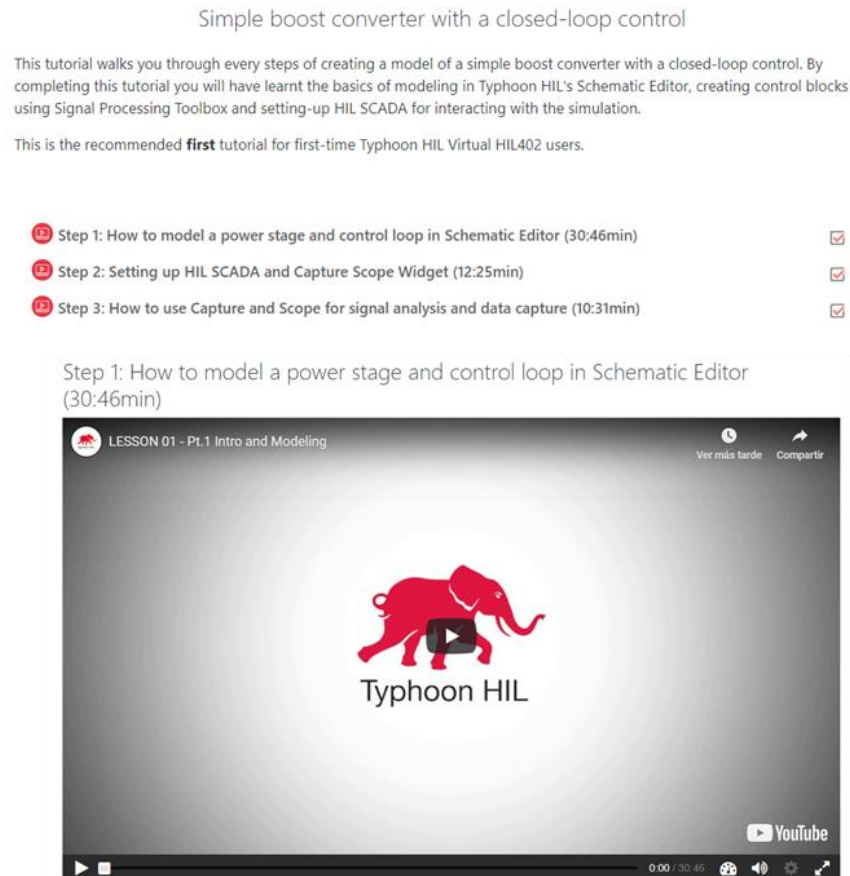 Simple boost converter with a closed-loop control
This tutorial walks you through every steps of creating a model of a simple boost converter with a closed-loop control. By
completing this tutorial you will have learnt the basics of modeling in Typhoon HIL's Schematic Editor, creating control blocks
using Signal Processing Toolbox and setting-up HIL SCADA for interacting with the simulation.
This is the recommended first tutorial for first-time Typhoon HIL Virtual HIL402 users.
Step 1: How to model a power stage and control loop in Schematic Editor (30:46min)
Step 2: Setting up HIL SCADA and Capture Scope Widget (12:25min)
Step 3: How to use Capture and Scope for signal analysis and data capture (10:31min)
Step 1: How to model a power stage and control loop in Schematic Editor
(30:46min)
LESSON 01 - Pt.1 Intro and Modeling
Ver más tarde Compartir
Typhoon HIL
YouTube
0:00 / 30:46